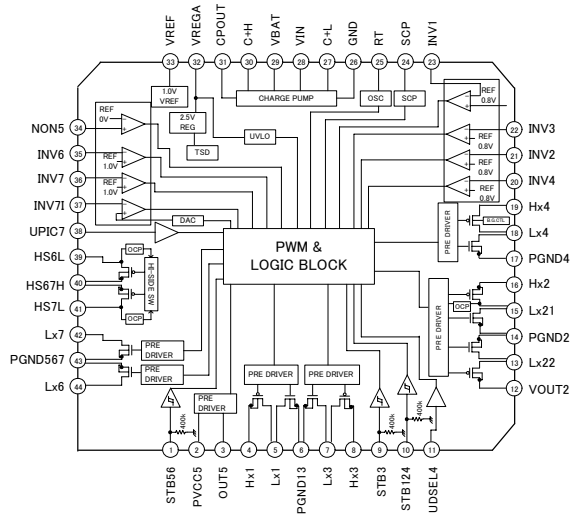 VREF
VREGA
CPOUT
C+H
VBAT
VIN
C+L
GND
RT
SCP
INV1
33
32
31
30
29
28
27
26
25
24
23
1.0V
VREF
2.5V
REG
TSD
CHARGE PUMP
UVLO
OSC
SCP
REF
0.8V
REF
0.8V
REF
0.8V
REF
0.8V
REF
0V
REF
1.0V
REF
1.0V
NON5
34
INV6
35
INV7
36
INV7I
37
UPIC7
38
HS6L
39
HS67H
40
HS7L
41
Lx7
42
PGND567
43
Lx6
44
DAC
OCP
HI-SIDE SW
OCP
PRE
DRIVER
PRE
DRIVER
PWM &
LOGIC BLOCK
22
INV3
21
INV2
20
INV4
19
Hx4
18
Lx4
17
PGND4
16
Hx2
15
Lx21
14
PGND2
13
Lx22
12
VOUT2
PRE DRIVER
B.G.CTL
PRE DRIVER
OCP
PRE
DRIVER
PRE DRIVER
PRE DRIVER
400k
400k
400k
1
2
3
4
5
6
7
8
9
10
11
STB56
PVCC5
OUT5
Hx1
Lx1
PGND13
Lx3
Hx3
STB3
STB124
UDSEL4